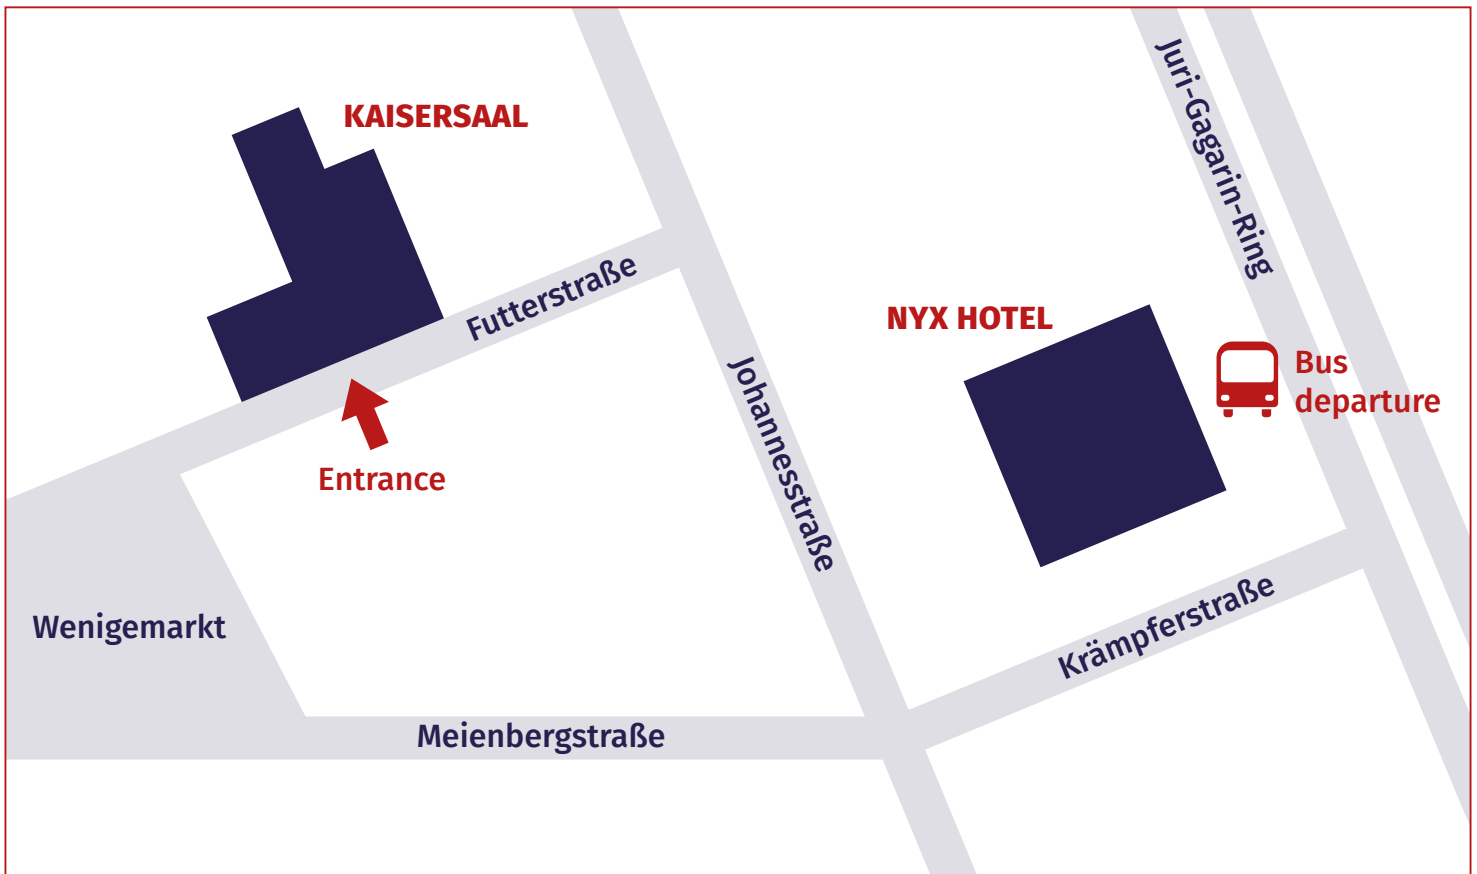 KAISERSAAL
Juri-Gagarin-Ring
Futterstraße
NYX HOTEL
Bus
departure
Johannesstraße
Entrance
Wenigemarkt
Krämpferstraße
Meienbergstraße